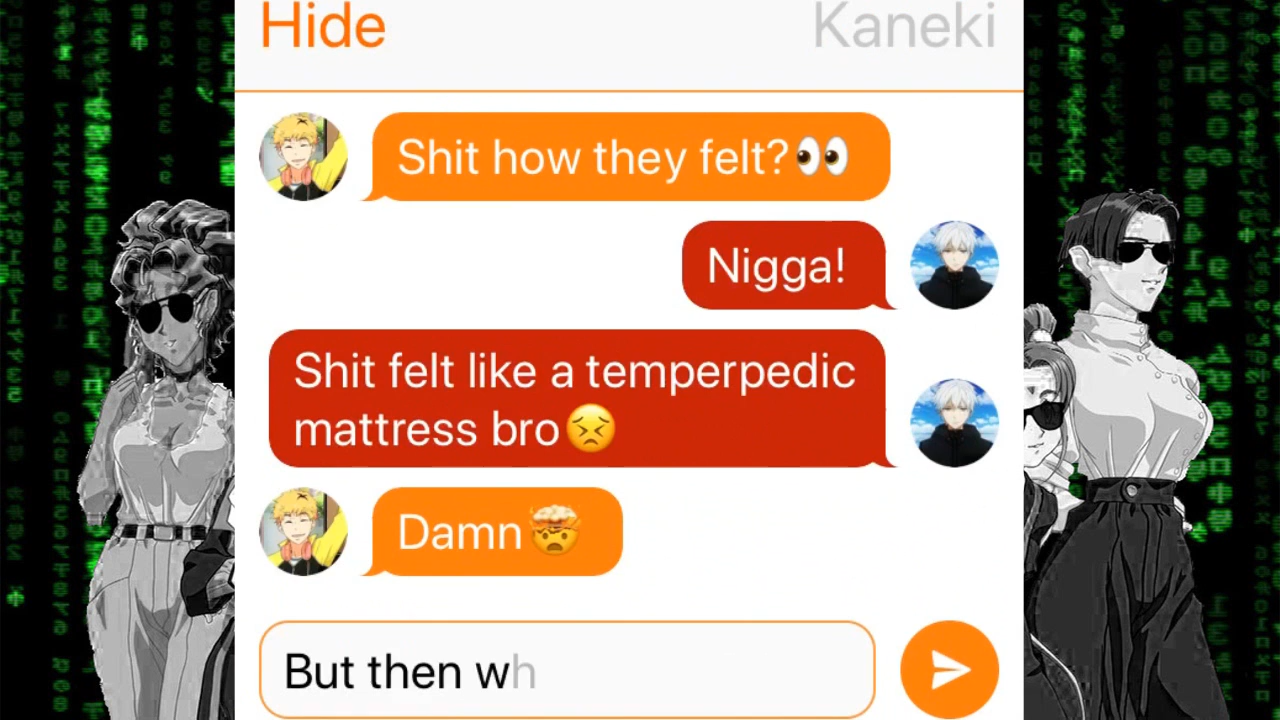 Hide Kaneki
Shit how they felt?👀
Nigga!
Shit felt like a temperpedic
mattress bro😣
Damn🤯
But then wh